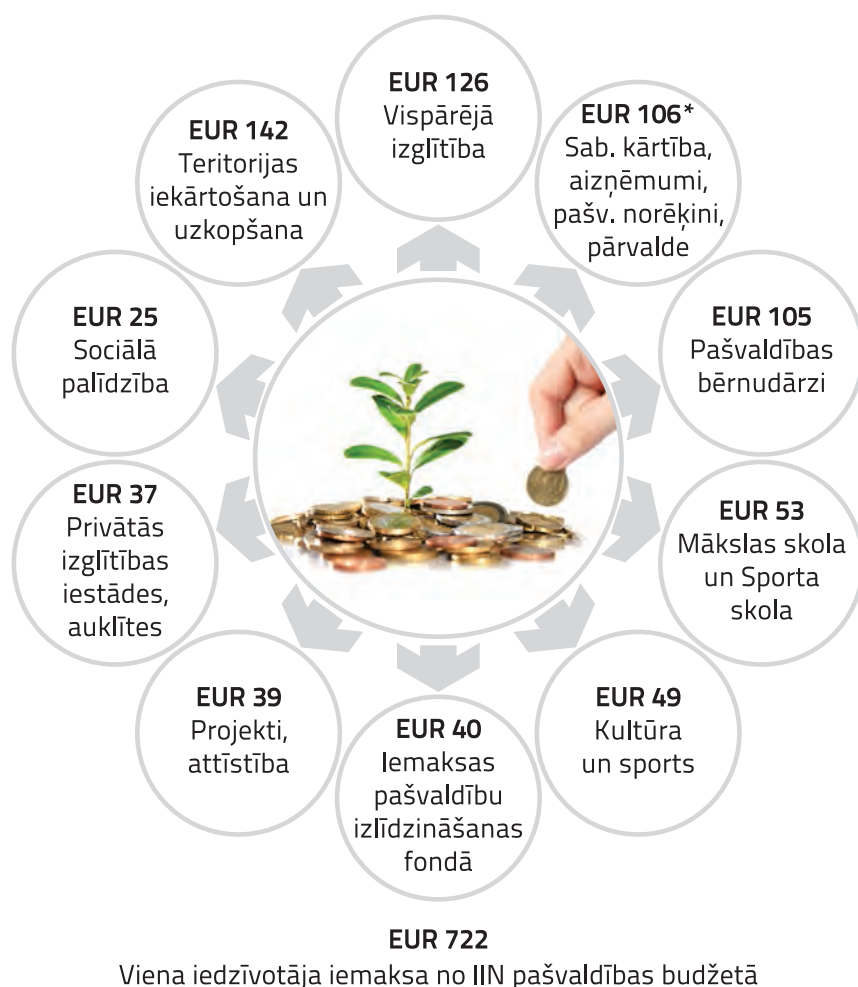 EUR 126
Vispārējā
izglītība
EUR 106*
Sab. kārtība,
aizņēmumi,
pašv. norēķini,
pārvalde
EUR 105
Pašvaldības
bērnudārzi
EUR 53
Mākslas skola
un Sporta
skola
EUR 49
Kultūra
un sports
EUR 40
Iemaksas
pašvaldību
izlīdzināšanas
fondā
EUR 39
Projekti,
attīstība
EUR 37
Privātās
izglītības
iestādes,
auklītes
EUR 25
Sociālā
palīdzība
EUR 142
Teritorijas
iekārtošana un
uzkopšana
EUR 722
Viena iedzīvotāja iemaksa no IIN pašvaldības budžetā